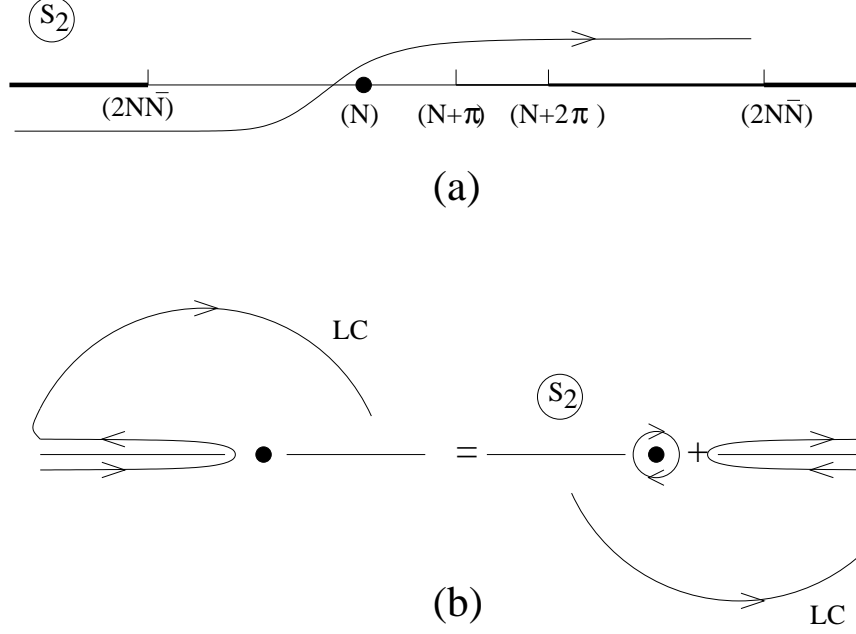 S₂
(2NN̄) (N) (N+π) (N+2π) (2NN̄)
(a)
LC
S₂
= +
LC
(b)